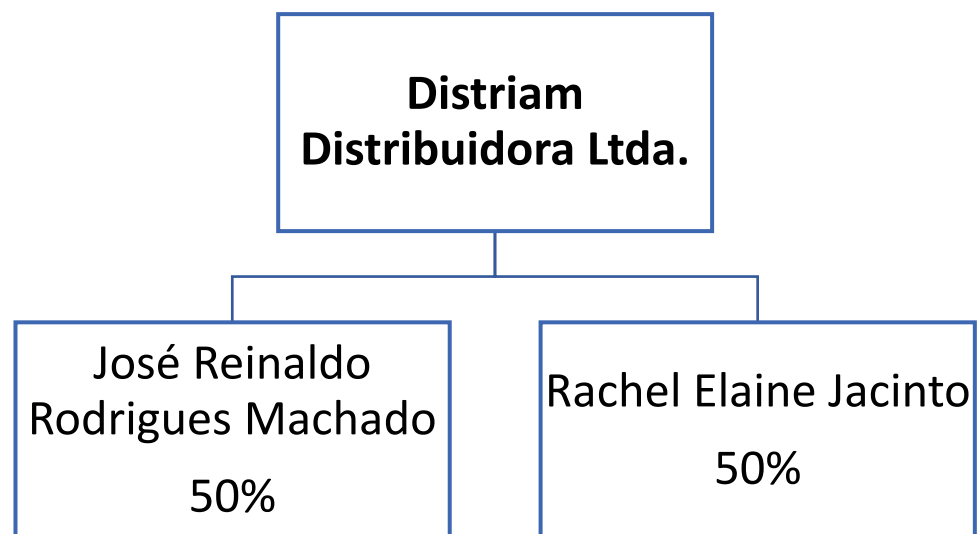 Distriam
Distribuidora Ltda.
José Reinaldo
Rodrigues Machado
50%
Rachel Elaine Jacinto
50%